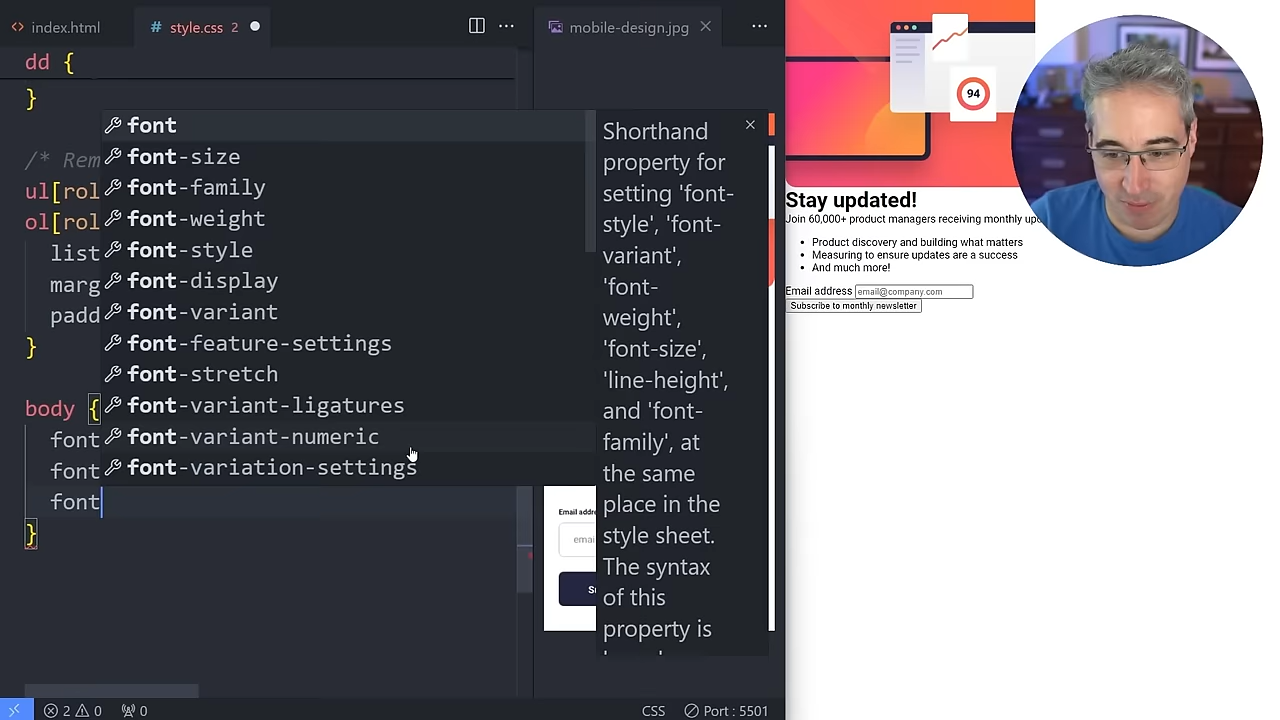 index.html
# style.css 2
mobile-design.jpg
dd {
}
/* Rem
ul[rol
ol[rol
list
marg
padd
}
body {
font
font
font
}
font
font-size
font-family
font-weight
font-style
font-display
font-variant
font-feature-settings
font-stretch
font-variant-ligatures
font-variant-numeric
font-variation-settings
Shorthand
property for
setting 'font-
style', 'font-
variant',
'font-
weight',
'font-size',
'line-height',
and 'font-
family', at
the same
place in the
style sheet.
The syntax
of this
property is
Email addre
emai
94
Stay updated!
Join 60,000+ product managers receiving monthly upd
Product discovery and building what matters
Measuring to ensure updates are a success
And much more!
Email address email@company.com
Subscribe to monthly newsletter
2 0 0 CSS Port : 5501